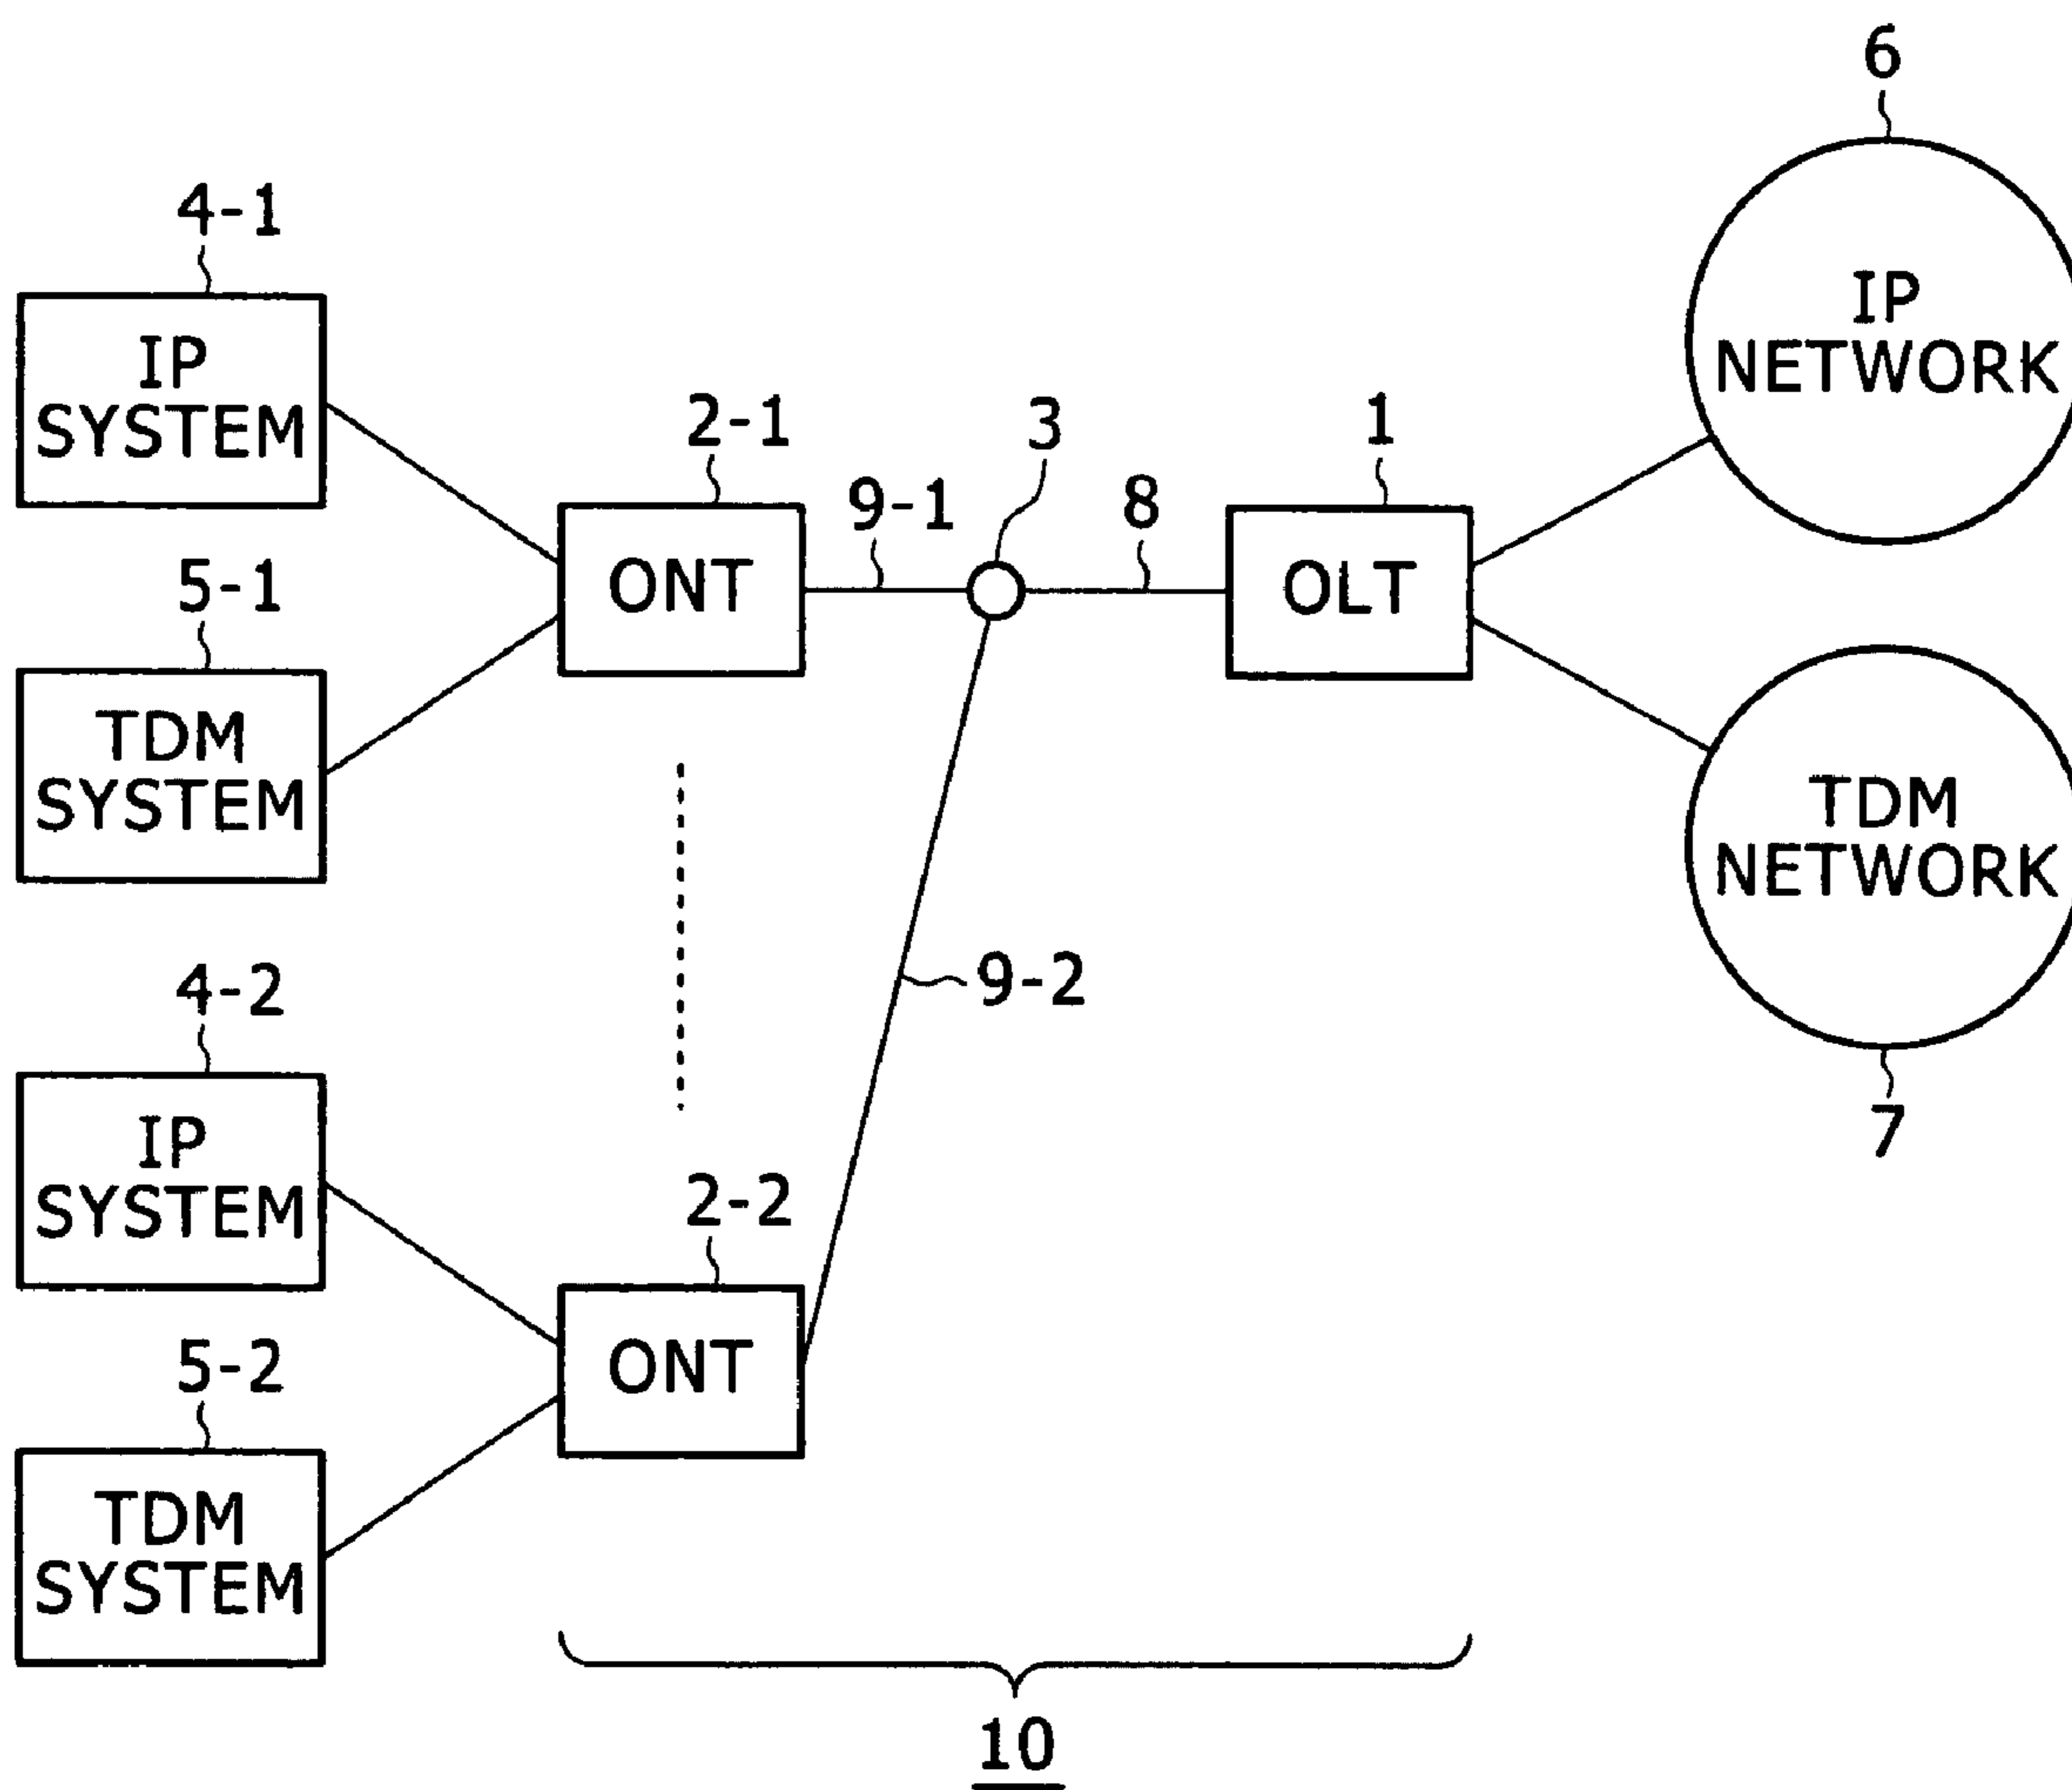 6
4-1
IP
SYSTEM
IP
NETWORK
2-1
3
1
9-1
8
5-1
ONT
OLT
TDM
SYSTEM
TDM
NETWORK
4-2
9-2
7
IP
SYSTEM
2-2
5-2
ONT
TDM
SYSTEM
10